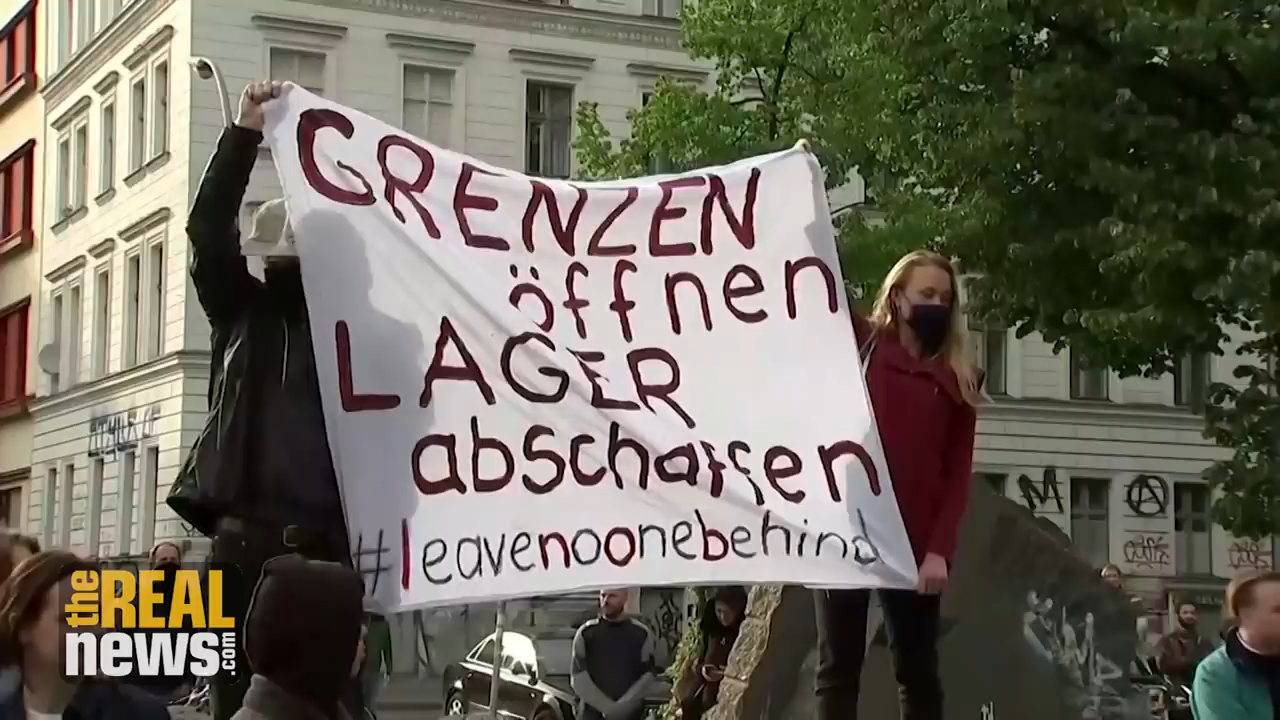 GRENZEN
öffnen
LAGER
abschaffen
#leavenoonebehind
the REAL
news.com